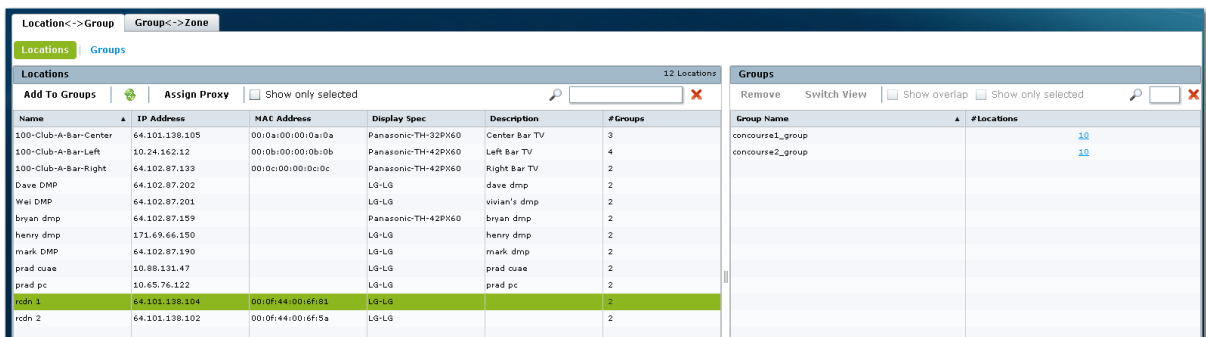 Location<->Group Group<->Zone
Locations Groups
Locations 12 Locations
Add To Groups Assign Proxy Show only selected
Name IP Address MAC Address Display Spec Description #Groups
100-Club-A-Bar-Center 64.101.138.105 00:0a:00:00:0a:0a Panasonic-TH-32PX60 Center Bar TV 3
100-Club-A-Bar-Left 10.24.162.12 00:0b:00:00:0b:0b Panasonic-TH-42PX60 Left Bar TV 4
100-Club-A-Bar-Right 64.102.87.133 00:0c:00:00:0c:0c Panasonic-TH-42PX60 Right Bar TV 2
Dave DMP 64.102.87.202 LG-LG dave dmp 2
Wei DMP 64.102.87.201 LG-LG vivian's dmp 2
bryan dmp 64.102.87.159 Panasonic-TH-42PX60 bryan dmp 2
henry dmp 171.69.66.150 LG-LG henry dmp 2
mark DMP 64.102.87.190 LG-LG mark dmp 2
prad cuae 10.88.131.47 LG-LG prad cuae 2
prad pc 10.65.76.122 LG-LG prad pc 2
rcdn 1 64.101.138.104 00:0f:44:00:6f:81 LG-LG 2
rcdn 2 64.101.138.102 00:0f:44:00:6f:5a LG-LG 2
Groups
Remove Switch View Show overlap Show only selected
Group Name #Locations
concourse1_group 10
concourse2_group 10